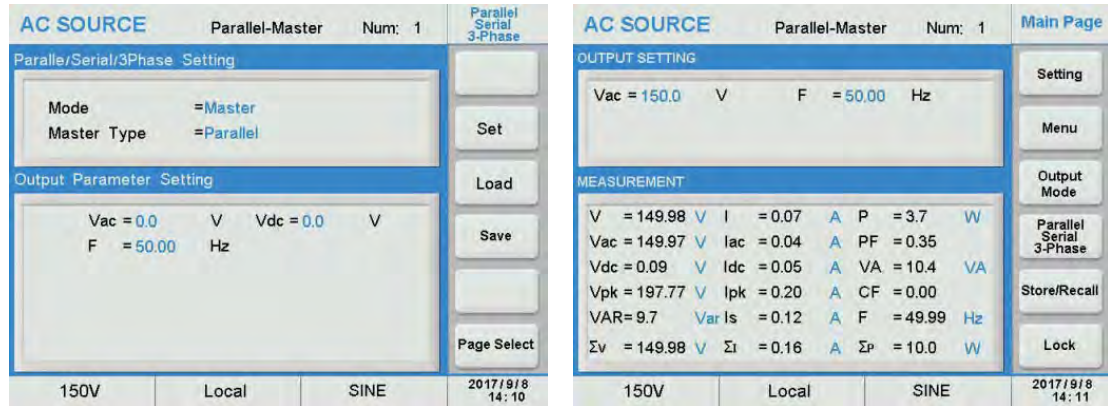 AC SOURCE Parallel-Master Num: 1
Parallel
Serial
3-Phase
Paralle/Serial/3Phase Setting
Mode =Master
Master Type =Parallel
Set
Output Parameter Setting
Load
Vac = 0.0 V Vdc = 0.0 V
F = 50.00 Hz
Save
Page Select
150V Local SINE 2017/9/8
14:10
AC SOURCE Parallel-Master Num: 1
Main Page
OUTPUT SETTING
Setting
Vac = 150.0 V F = 50.00 Hz
Menu
MEASUREMENT
Output
Mode
V = 149.98 V I = 0.07 A P = 3.7 W
Vac = 149.97 V Iac = 0.04 A PF = 0.35
Parallel
Serial
3-Phase
Vdc = 0.09 V Idc = 0.05 A VA = 10.4 VA
Vpk = 197.77 V Ipk = 0.20 A CF = 0.00
Store/Recall
VAR= 9.7 Var Is = 0.12 A F = 49.99 Hz
Σv = 149.98 V ΣI = 0.16 A ΣP = 10.0 W
Lock
150V Local SINE 2017/9/8
14:11